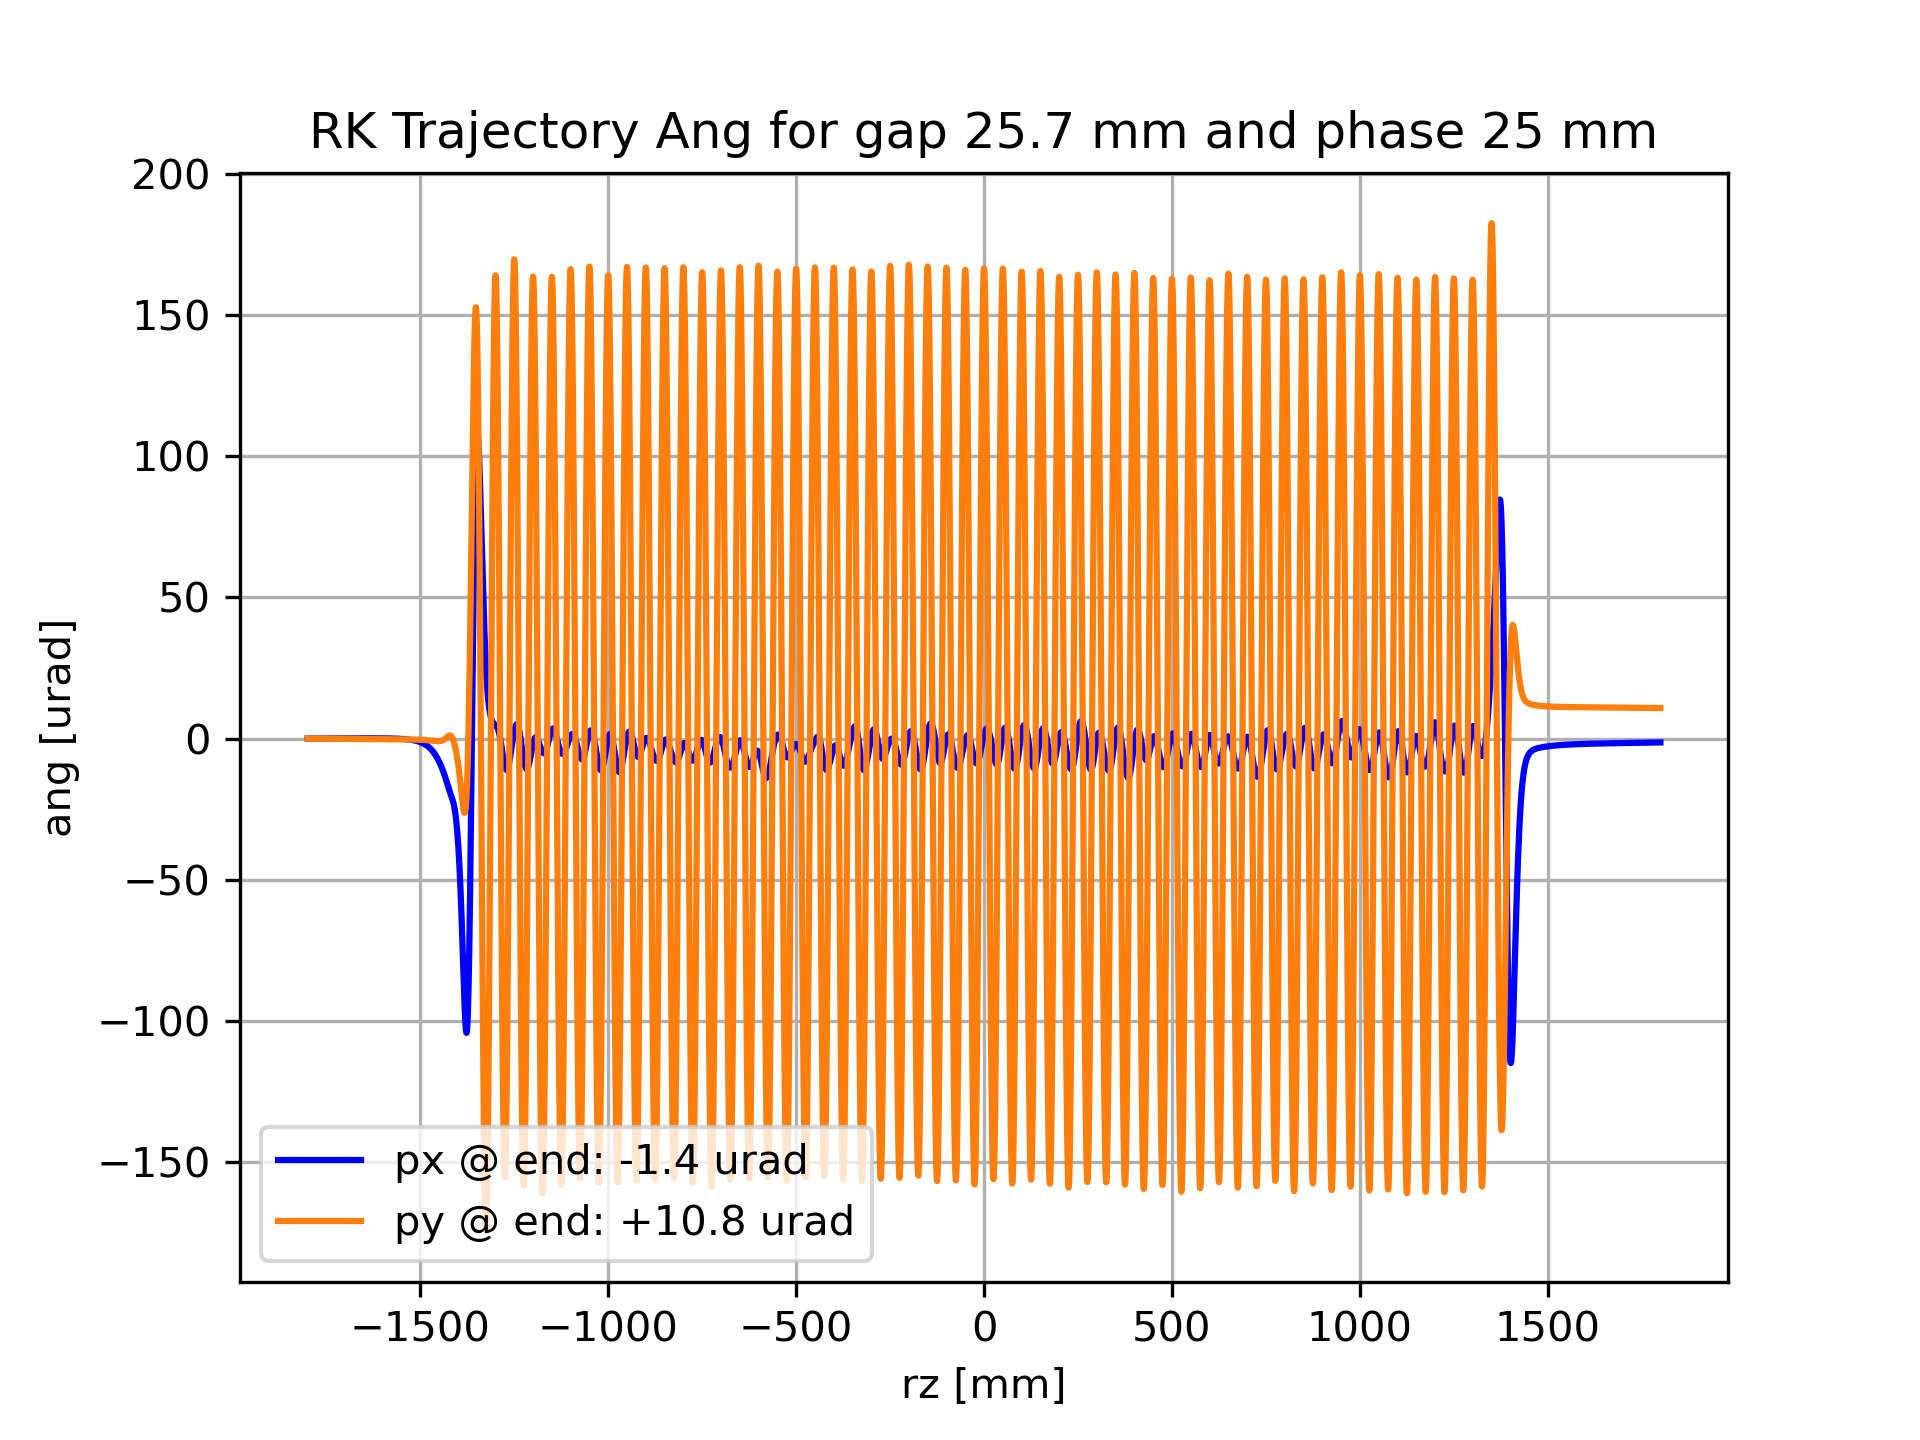 RK Trajectory Ang for gap 25.7 mm and phase 25 mm
200
150
100
50
0
−50
−100
−150
ang [urad]
px @ end: -1.4 urad
py @ end: +10.8 urad
−1500 −1000 −500 0 500 1000 1500
rz [mm]